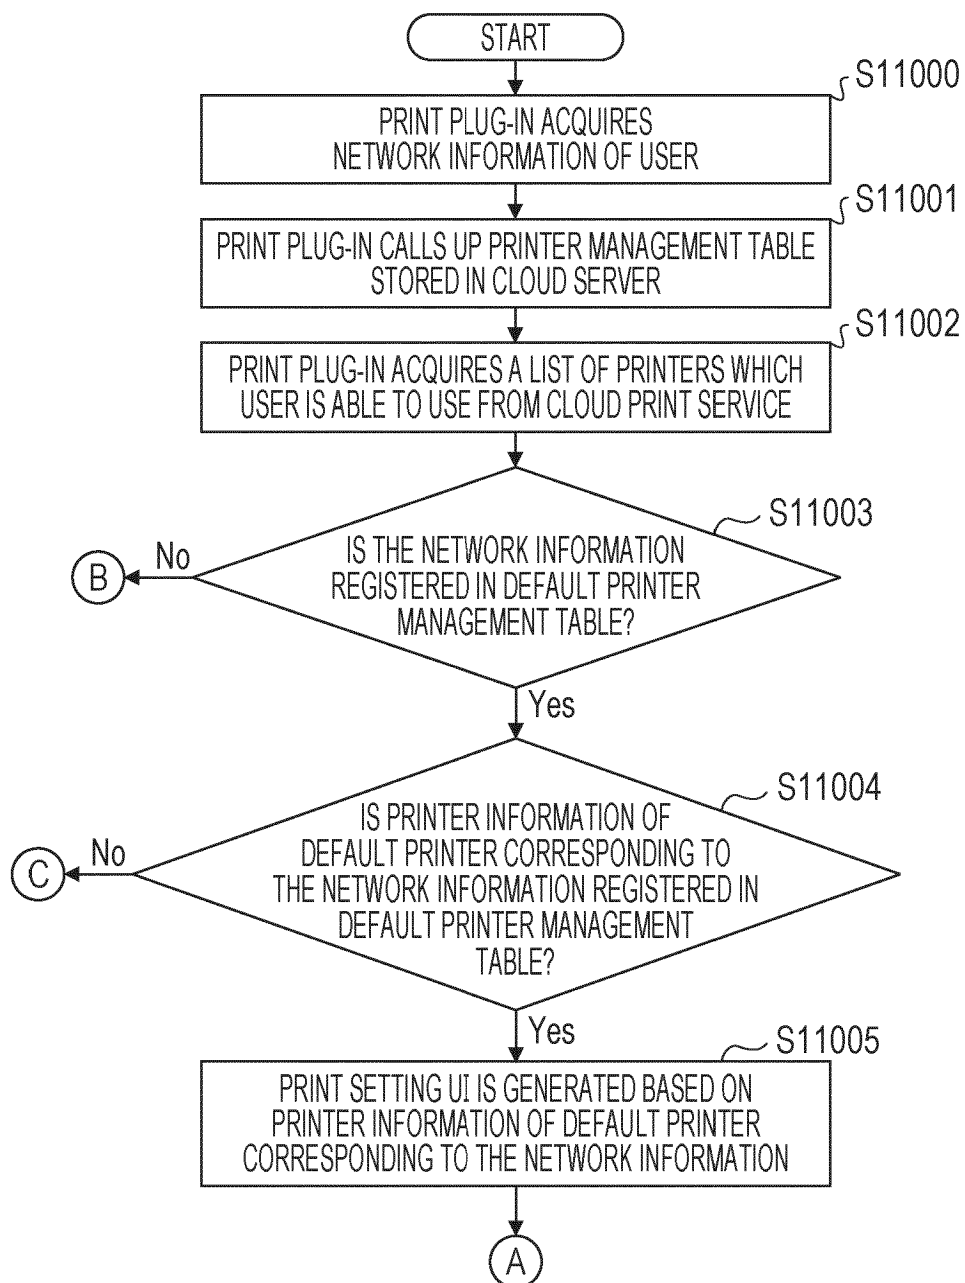 START
S11000
PRINT PLUG-IN ACQUIRES
NETWORK INFORMATION OF USER
S11001
PRINT PLUG-IN CALLS UP PRINTER MANAGEMENT TABLE
STORED IN CLOUD SERVER
S11002
PRINT PLUG-IN ACQUIRES A LIST OF PRINTERS WHICH
USER IS ABLE TO USE FROM CLOUD PRINT SERVICE
S11003
IS THE NETWORK INFORMATION
REGISTERED IN DEFAULT PRINTER
MANAGEMENT TABLE?
No
B
Yes
S11004
IS PRINTER INFORMATION OF
DEFAULT PRINTER CORRESPONDING TO
THE NETWORK INFORMATION REGISTERED IN
DEFAULT PRINTER MANAGEMENT
TABLE?
No
C
Yes
S11005
PRINT SETTING UI IS GENERATED BASED ON
PRINTER INFORMATION OF DEFAULT PRINTER
CORRESPONDING TO THE NETWORK INFORMATION
A